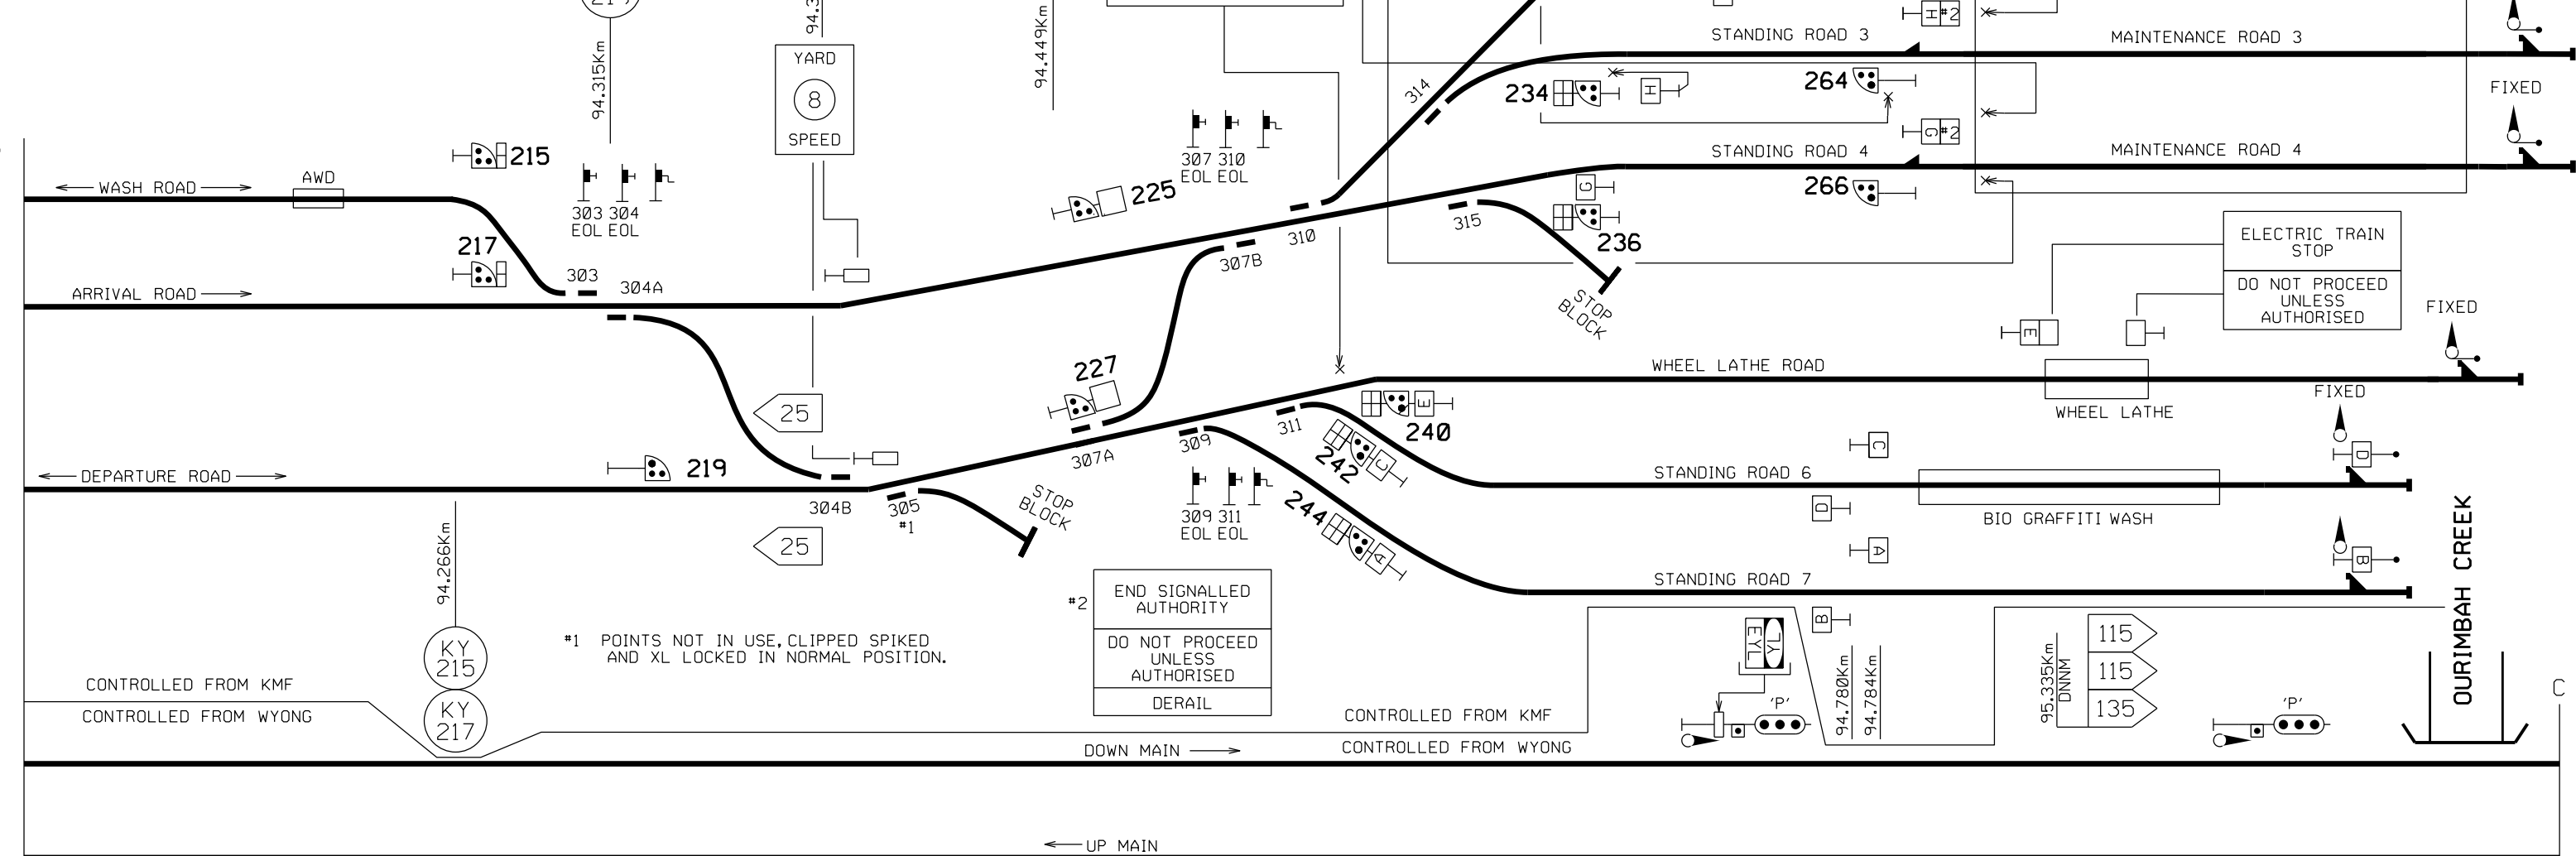 94.315Km
94.449Km
YARD
8
SPEED
STANDING ROAD 3
H #2
MAINTENANCE ROAD 3
314
234
H
264
FIXED
215
307 310
EOL EOL
G #2
STANDING ROAD 4
MAINTENANCE ROAD 4
WASH ROAD
AWD
303 304
EOL EOL
225
G
266
217
303
304A
310
315
236
307B
ELECTRIC TRAIN
STOP
DO NOT PROCEED
UNLESS
AUTHORISED
ARRIVAL ROAD
STOP
BLOCK
E
FIXED
227
WHEEL LATHE ROAD
FIXED
25
E
WHEEL LATHE
240
311
309
307A
242
C
C
D
219
DEPARTURE ROAD
STANDING ROAD 6
304B
305
#1
STOP
BLOCK
309 311
EOL EOL
244
A
D
BIO GRAFFITI WASH
25
A
B
94.266Km
STANDING ROAD 7
OURIMBAH CREEK
#2
END SIGNALLED
AUTHORITY
DO NOT PROCEED
UNLESS
AUTHORISED
DERAIL
#1 POINTS NOT IN USE, CLIPPED SPIKED
AND XL LOCKED IN NORMAL POSITION.
KY
215
KY
217
B
EYL
YL
94.780Km
94.784Km
95.335Km
DNNM
115
115
135
CONTROLLED FROM KMF
CONTROLLED FROM WYONG
CONTROLLED FROM KMF
'P'
'P'
C
DOWN MAIN
CONTROLLED FROM WYONG
UP MAIN